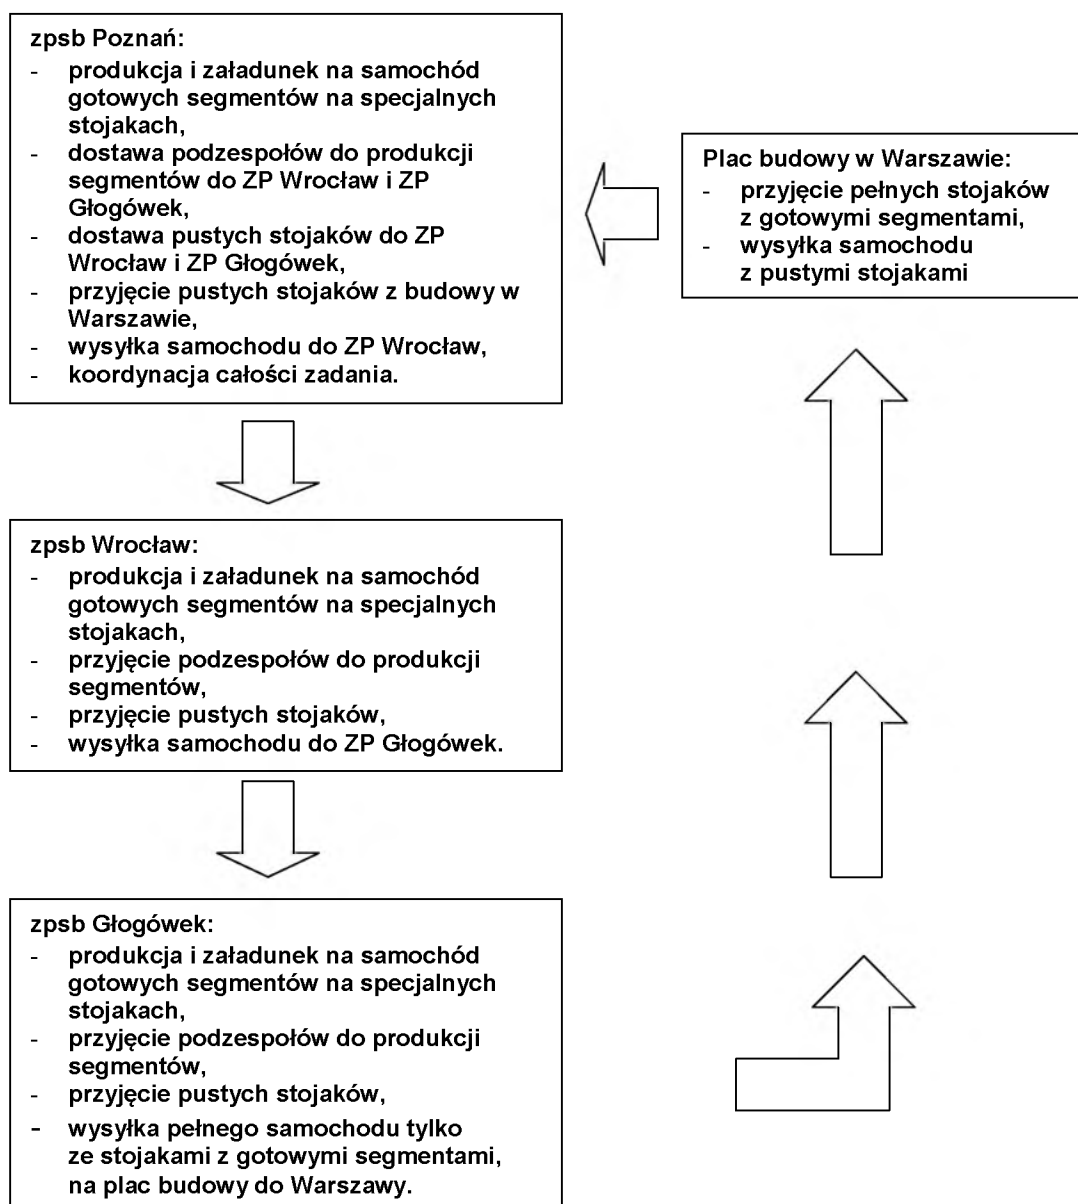 zpsb Poznań:
- produkcja i załadunek na samochód
gotowych segmentów na specjalnych
stojakach,
- dostawa podzespołów do produkcji
segmentów do ZP Wrocław i ZP
Głogówek,
- dostawa pustych stojaków do ZP
Wrocław i ZP Głogówek,
- przyjęcie pustych stojaków z budowy w
Warszawie,
- wysyłka samochodu do ZP Wrocław,
- koordynacja całości zadania.
Plac budowy w Warszawie:
- przyjęcie pełnych stojaków
z gotowymi segmentami,
- wysyłka samochodu
z pustymi stojakami
zpsb Wrocław:
- produkcja i załadunek na samochód
gotowych segmentów na specjalnych
stojakach,
- przyjęcie podzespołów do produkcji
segmentów,
- przyjęcie pustych stojaków,
- wysyłka samochodu do ZP Głogówek.
zpsb Głogówek:
- produkcja i załadunek na samochód
gotowych segmentów na specjalnych
stojakach,
- przyjęcie podzespołów do produkcji
segmentów,
- przyjęcie pustych stojaków,
- wysyłka pełnego samochodu tylko
ze stojakami z gotowymi segmentami,
na plac budowy do Warszawy.